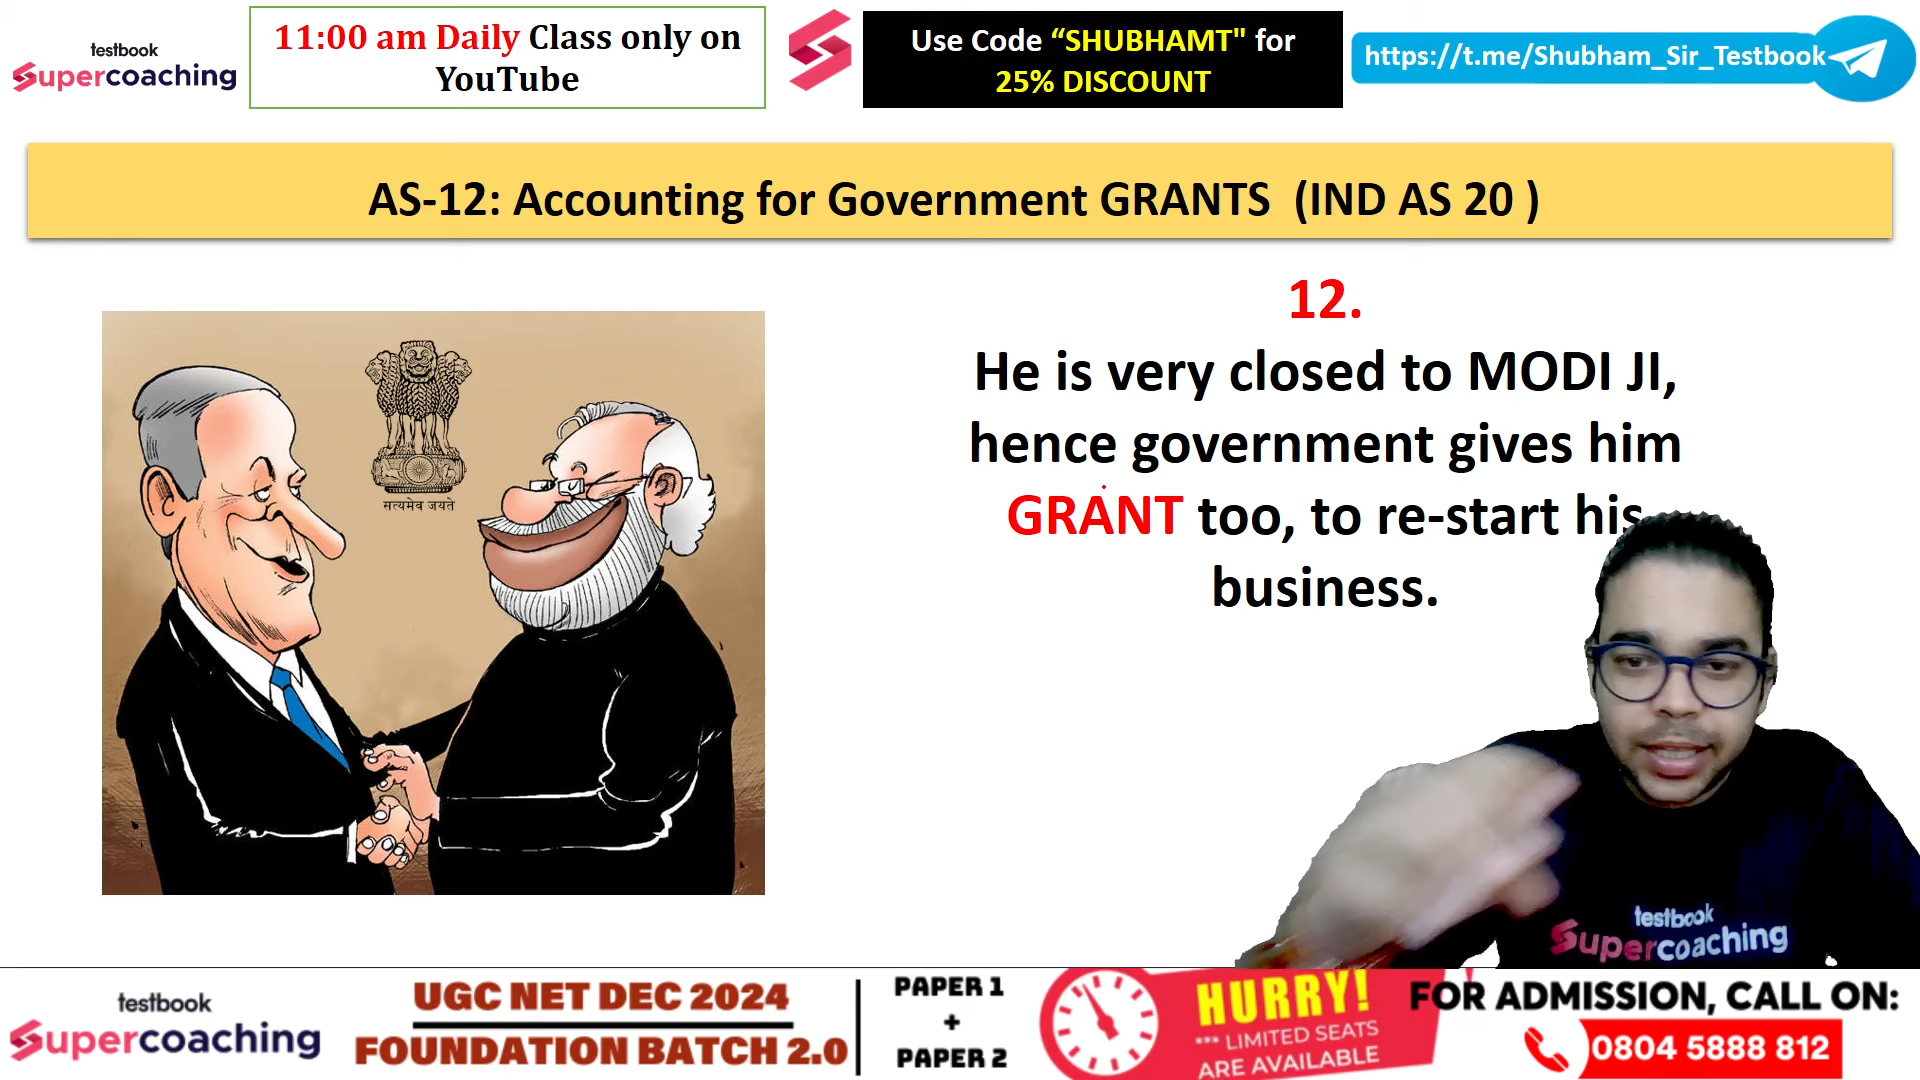 testbook
Supercoaching
11:00 am Daily Class only on
YouTube
Use Code “SHUBHAMT" for
25% DISCOUNT
https://t.me/Shubham_Sir_Testbook
AS-12: Accounting for Government GRANTS (IND AS 20 )
12.
He is very closed to MODI JI,
hence government gives him
GRANT too, to re-start his
business.
सत्यमेव जयते
testbook
Supercoaching
testbook
Supercoaching
UGC NET DEC 2024
FOUNDATION BATCH 2.0
PAPER 1
+
PAPER 2
HURRY!
*** LIMITED SEATS
ARE AVAILABLE
FOR ADMISSION, CALL ON:
0804 5888 812